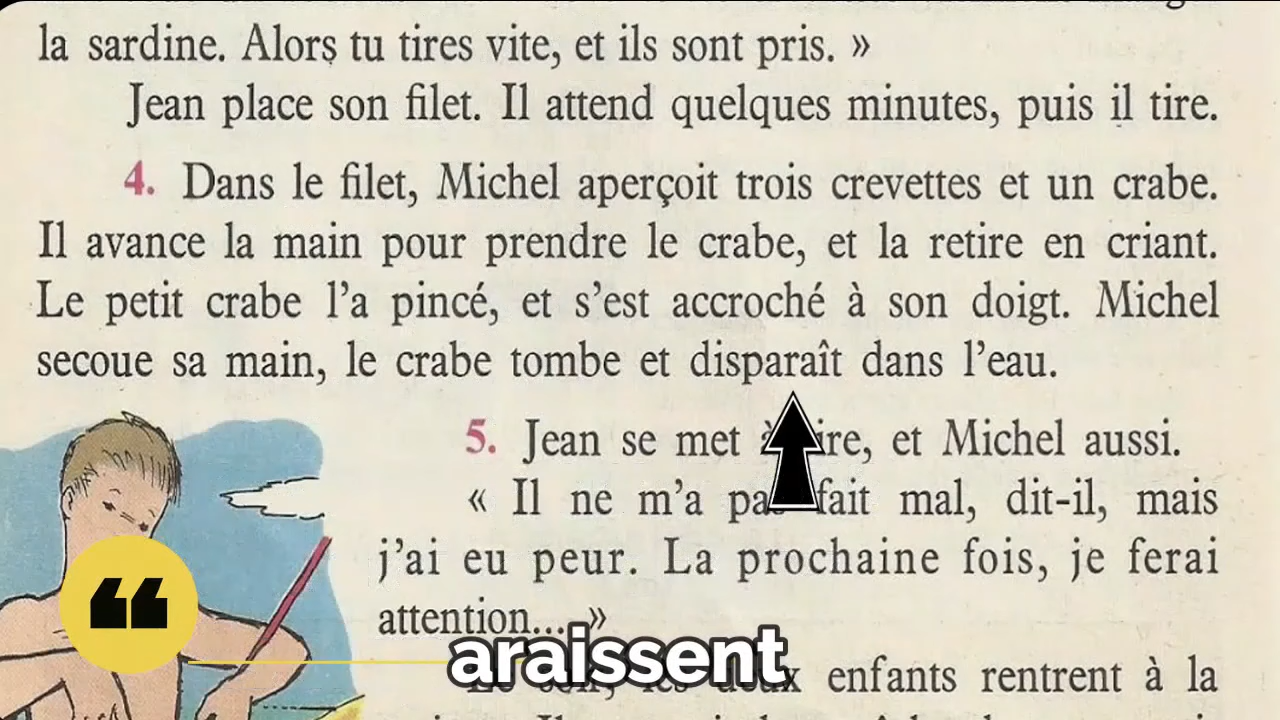 la sardine. Alors tu tires vite, et ils sont pris. »
Jean place son filet. Il attend quelques minutes, puis il tire.
4. Dans le filet, Michel aperçoit trois crevettes et un crabe.
Il avance la main pour prendre le crabe, et la retire en criant.
Le petit crabe l'a pincé, et s'est accroché à son doigt. Michel
secoue sa main, le crabe tombe et disparaît dans l'eau.
5. Jean se met à rire, et Michel aussi.
« Il ne m'a pas fait mal, dit-il, mais
j'ai eu peur. La prochaine fois, je ferai
attention... »
araissent
enfants rentrent à la